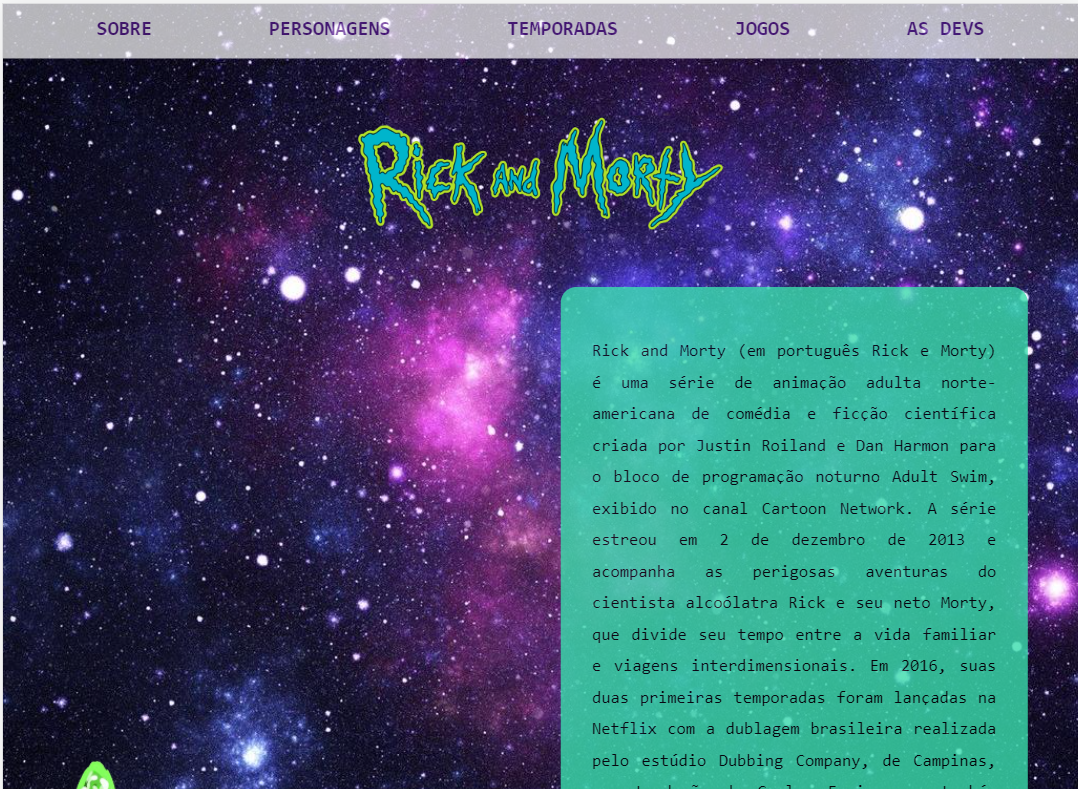 SOBRE PERSONAGENS TEMPORADAS JOGOS AS DEVS
Rick And Morty
Rick and Morty (em português Rick e Morty)
é uma série de animação adulta norte-
americana de comédia e ficção científica
criada por Justin Roiland e Dan Harmon para
o bloco de programação noturno Adult Swim,
exibido no canal Cartoon Network. A série
estreou em 2 de dezembro de 2013 e
acompanha as perigosas aventuras do
cientista alcoólatra Rick e seu neto Morty,
que divide seu tempo entre a vida familiar
e viagens interdimensionais. Em 2016, suas
duas primeiras temporadas foram lançadas na
Netflix com a dublagem brasileira realizada
pelo estúdio Dubbing Company, de Campinas,